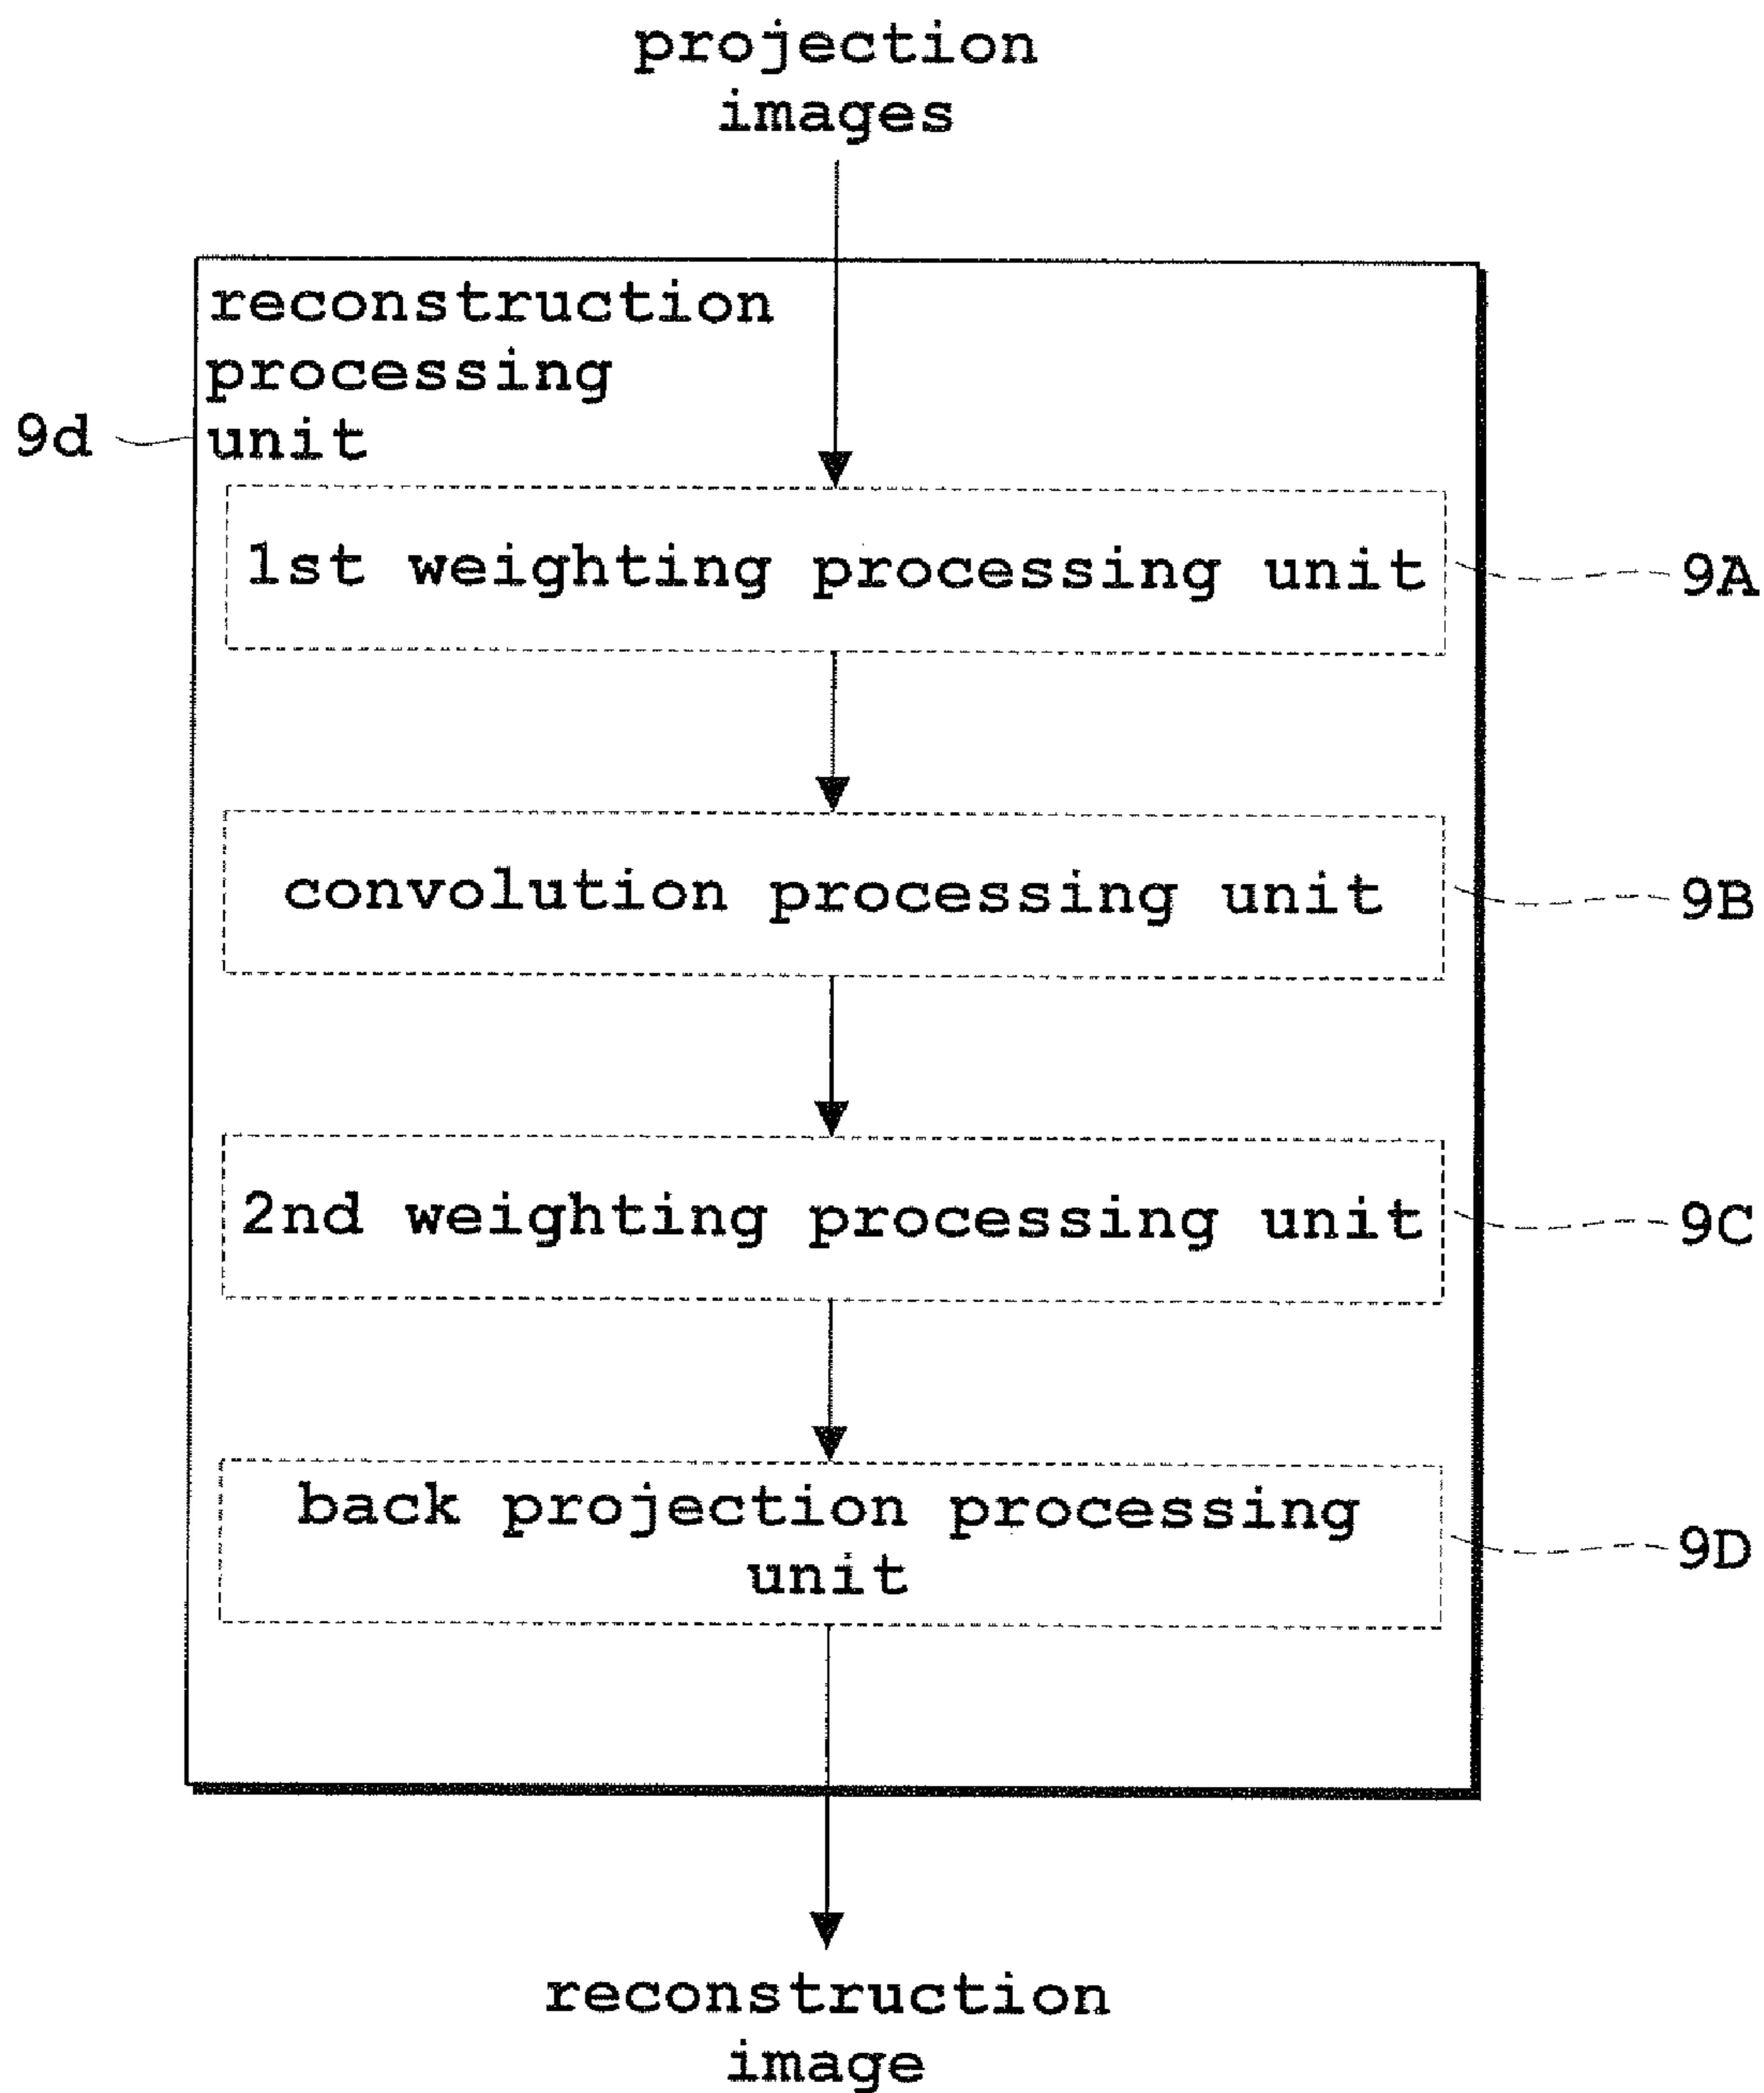 projection
images
reconstruction
processing
9d
unit
1st weighting processing unit
9A
convolution processing unit
9B
2nd weighting processing unit
9C
back projection processing
unit
9D
reconstruction
image